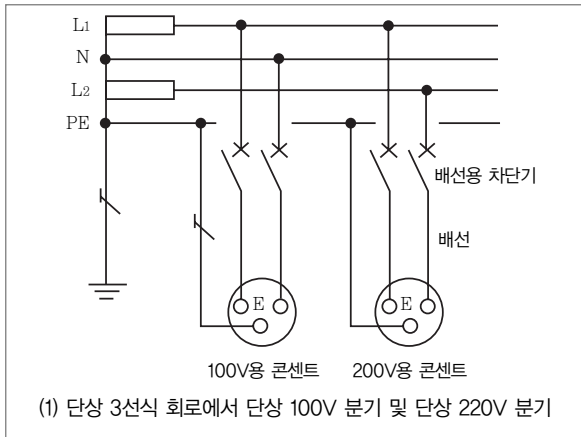 L1
N
L2
PE
배선용 차단기
배선
E
E
100V용 콘센트
200V용 콘센트
(1) 단상 3선식 회로에서 단상 100V 분기 및 단상 220V 분기